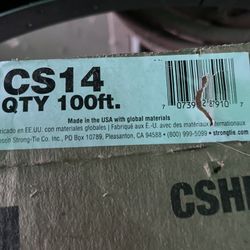 CS14
QTY 100ft.
Made in the USA with global materials
ricado en EE.UU. con materiales globales | Fabriqué aux É.-U. avec des matériaux internationaux
Strong-Tie Co. Inc., PO Box 10789, Pleasanton, CA 94588 • (800) 999-5099 • strongtie.com
CSH